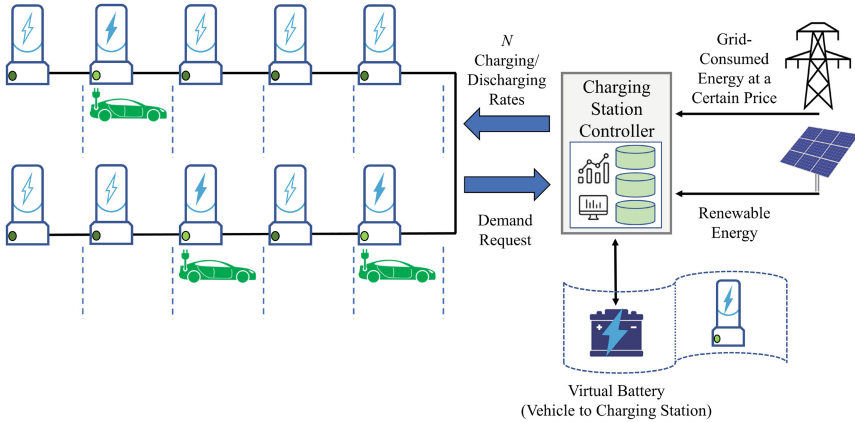 N
Charging/
Discharging
Rates
Demand
Request
Charging
Station
Controller
Grid-
Consumed
Energy at a
Certain Price
Renewable
Energy
Virtual Battery
(Vehicle to Charging Station)